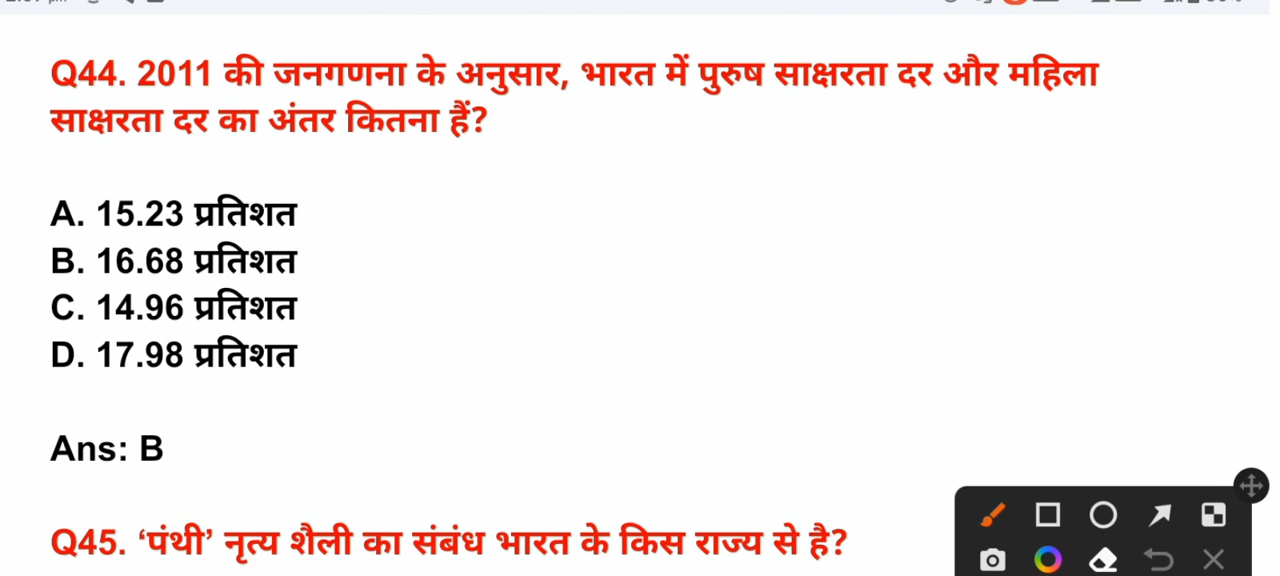 Q44. 2011 की जनगणना के अनुसार, भारत में पुरुष साक्षरता दर और महिला
साक्षरता दर का अंतर कितना हैं?
A. 15.23 प्रतिशत
B. 16.68 प्रतिशत
C. 14.96 प्रतिशत
D. 17.98 प्रतिशत
Ans: B
Q45. ‘पंथी’ नृत्य शैली का संबंध भारत के किस राज्य से है?